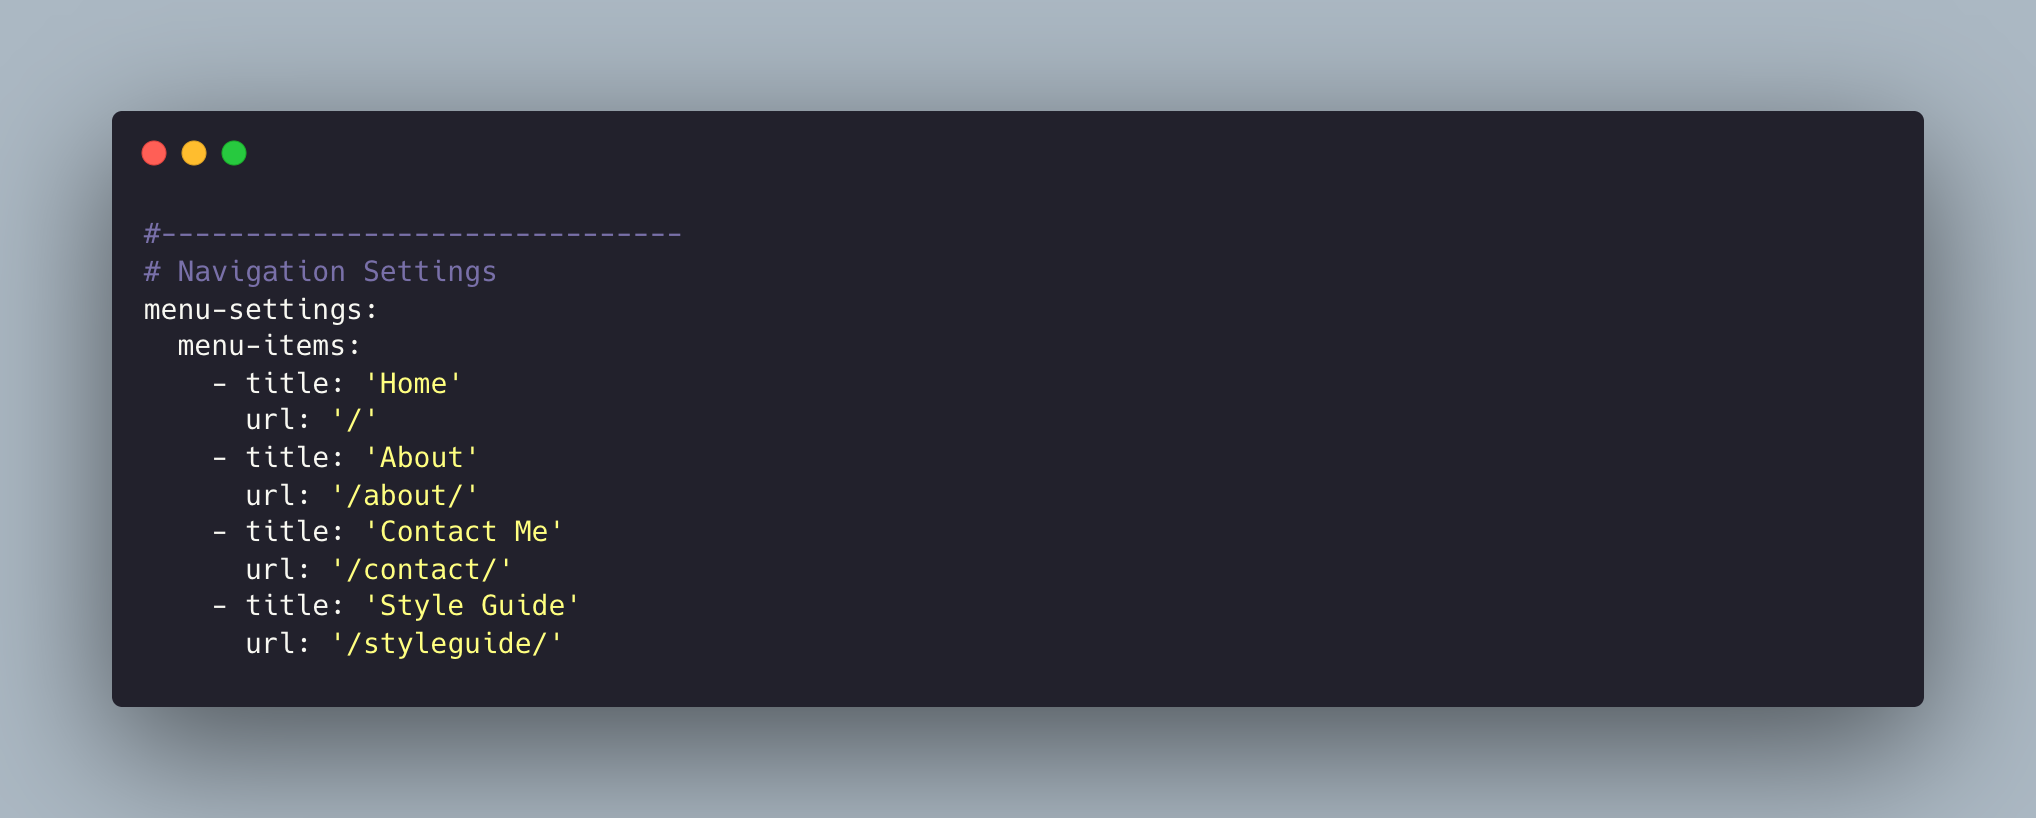 #-------------------------------
# Navigation Settings
menu-settings:
  menu-items:
    - title: 'Home'
      url: '/'
    - title: 'About'
      url: '/about/'
    - title: 'Contact Me'
      url: '/contact/'
    - title: 'Style Guide'
      url: '/styleguide/'